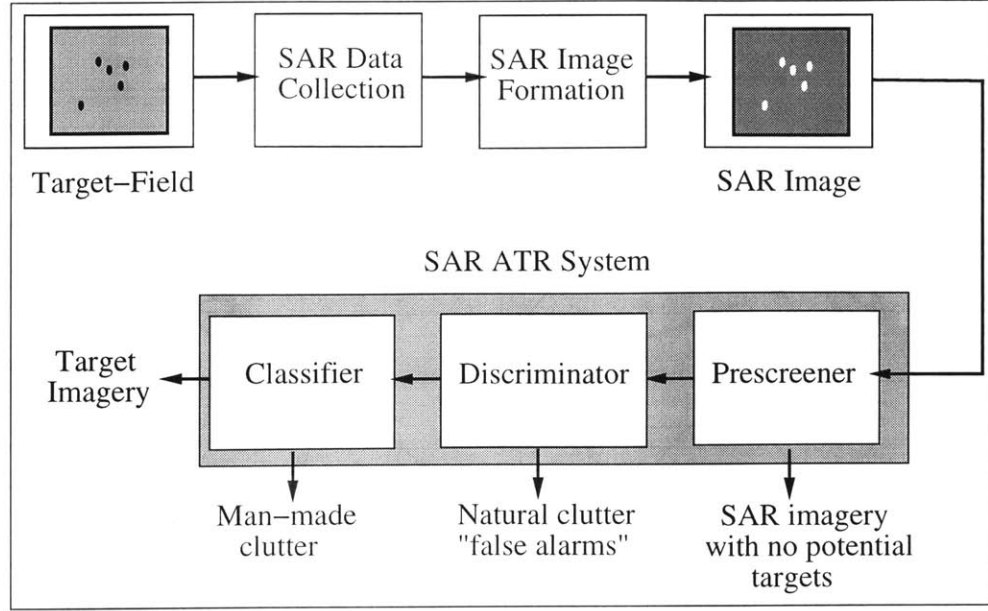 SAR Data
Collection
SAR Image
Formation
Target–Field
SAR Image
SAR ATR System
Target
Imagery
Classifier
Discriminator
Prescreener
Man–made
clutter
Natural clutter
"false alarms"
SAR imagery
with no potential
targets